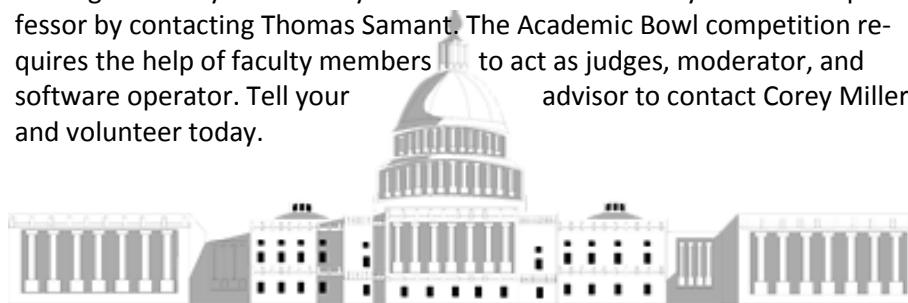 fessor by contacting Thomas Samant. The Academic Bowl competition re-
quires the help of faculty members to act as judges, moderator, and
software operator. Tell your advisor to contact Corey Miller
and volunteer today.